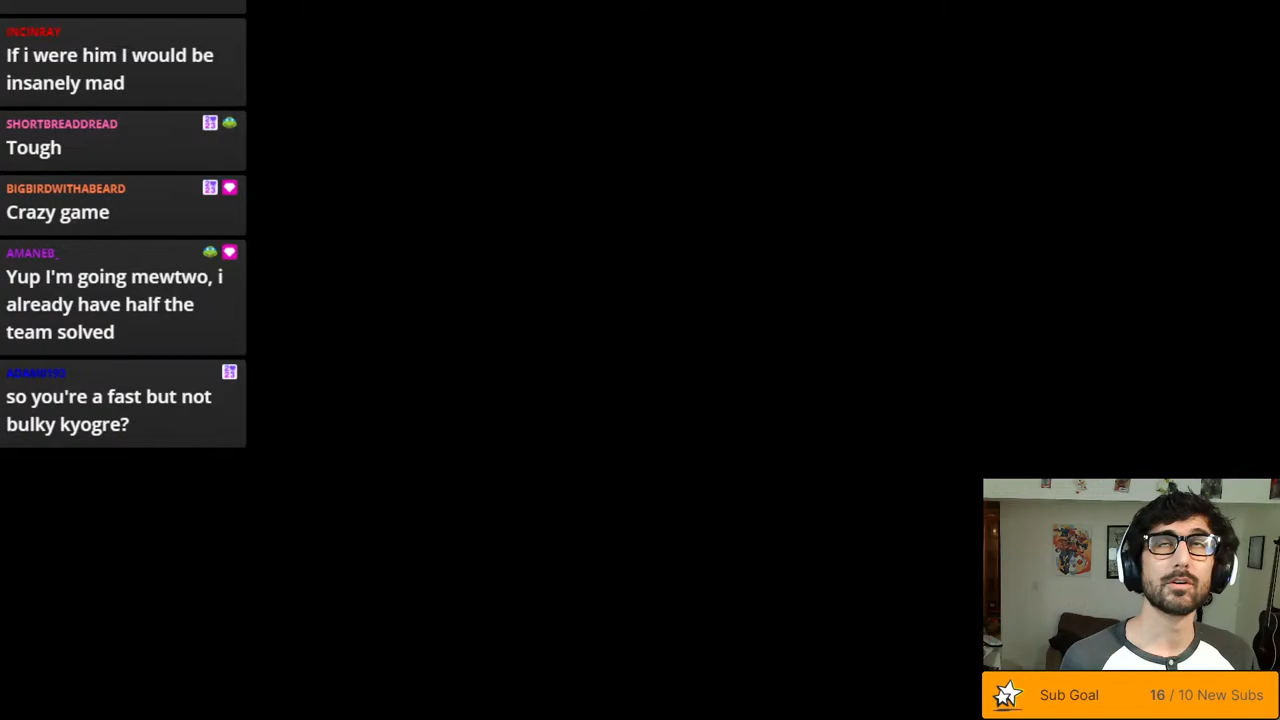 INCINRAY
If i were him I would be
insanely mad
SHORTBREADDREAD
Tough
BIGBIRDWITHABEARD
Crazy game
AMANEB_
Yup I'm going mewtwo, i
already have half the
team solved
so you're a fast but not
bulky kyogre?
Sub Goal
16 / 10 New Subs